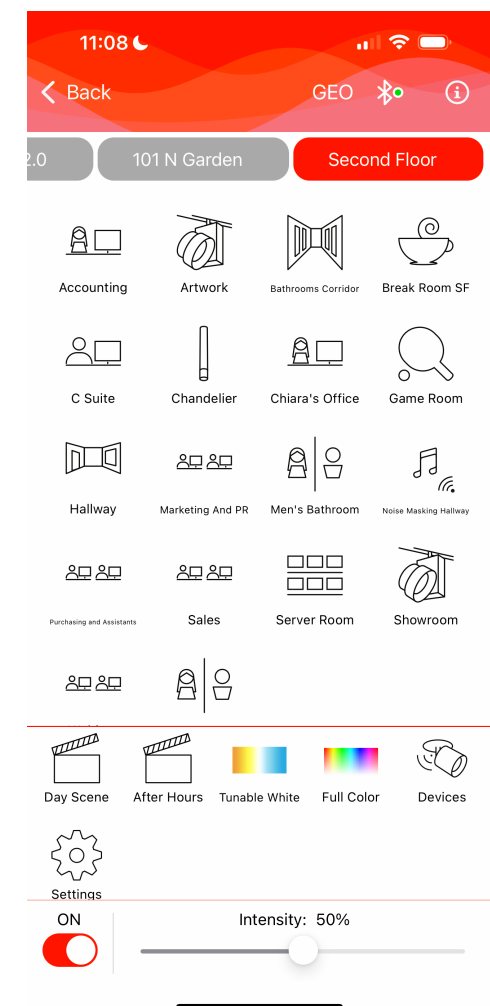 11:08
Back
GEO
2.0
101 N Garden
Second Floor
Accounting
Artwork
Bathrooms Corridor
Break Room SF
C Suite
Chandelier
Chiara's Office
Game Room
Hallway
Marketing And PR
Men's Bathroom
Noise Masking Hallway
Purchasing and Assistants
Sales
Server Room
Showroom
Day Scene
After Hours
Tunable White
Full Color
Devices
Settings
ON
Intensity: 50%